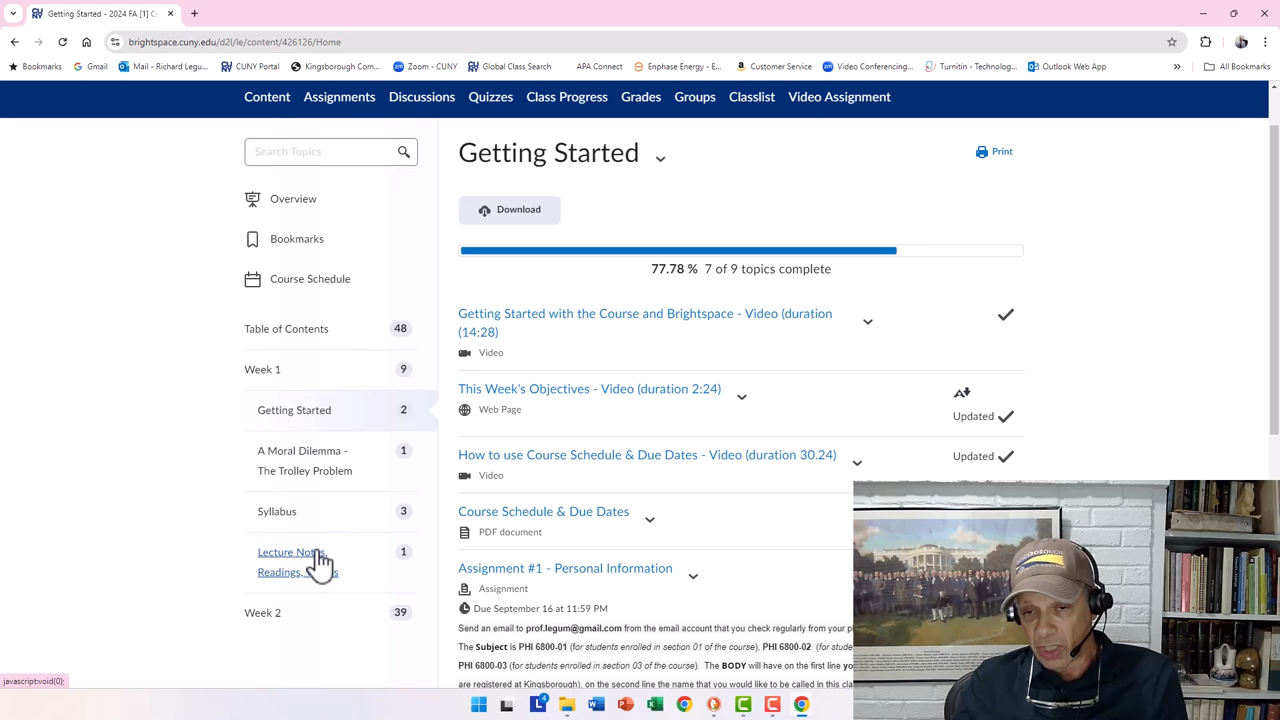 Getting Started - 2024 FA [1] C
brightspace.cuny.edu/d2l/le/content/426126/Home
Bookmarks Gmail Mail - Richard Legu... CUNY Portal Kingsborough Com... Zoom - CUNY Global Class Search APA Connect Enphase Energy - E... Customer Service Video Conferencing... Turnitin - Technolog... Outlook Web App » All Bookmarks
Content Assignments Discussions Quizzes Class Progress Grades Groups Classlist Video Assignment
Search Topics
Overview
Bookmarks
Course Schedule
Table of Contents 48
Week 1 9
Getting Started 2
A Moral Dilemma -
The Trolley Problem
1
Syllabus 3
Lecture
Readings,
1
Week 2 39
Getting Started
Print
Download
77.78 % 7 of 9 topics complete
Getting Started with the Course and Brightspace - Video (duration
(14:28)
Video
This Week's Objectives - Video (duration 2:24)
Web Page
Updated
How to use Course Schedule & Due Dates - Video (duration 30.24)
Updated
Video
Course Schedule & Due Dates
PDF document
Assignment #1 - Personal Information
Assignment
Due September 16 at 11:59 PM
Send an email to prof.legum@gmail.com from the email account that you check regularly from your
The Subject is PHI 6800-01 (for students enrolled in section 01 of the course), PHI 6800-02 (for stude
PHI 6800-03 (for students enrolled in section 03 of the course). The BODY will have on the first line
are registered at Kingsborough), on the second line the name that you would like to be called in this cla
javascript:void(0);
4